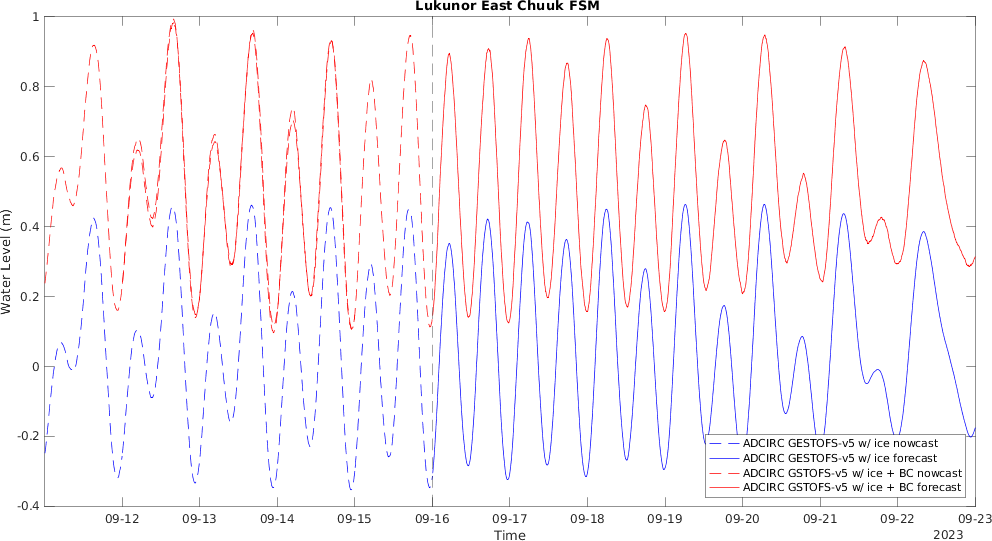 Lukunor East Chuuk FSM
1
0.8
0.6
0.4
0.2
0
-0.2
-0.4
Water Level (m)
ADCIRC GESTOFS-v5 w/ ice nowcast
ADCIRC GESTOFS-v5 w/ ice forecast
ADCIRC GSTOFS-v5 w/ ice + BC nowcast
ADCIRC GSTOFS-v5 w/ ice + BC forecast
09-12 09-13 09-14 09-15 09-16 09-17 09-18 09-19 09-20 09-21 09-22 09-23
Time
2023